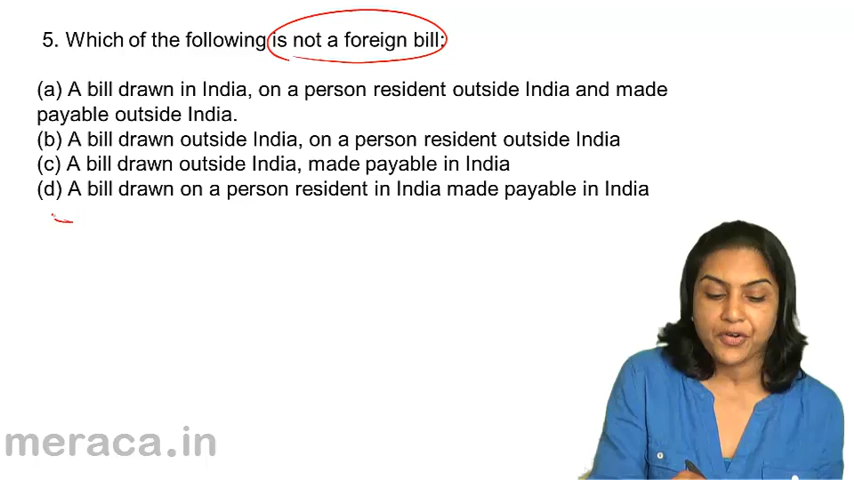 5. Which of the following is not a foreign bill:
(a) A bill drawn in India, on a person resident outside India and made
payable outside India.
(b) A bill drawn outside India, on a person resident outside India
(c) A bill drawn outside India, made payable in India
(d) A bill drawn on a person resident in India made payable in India
meraca.in